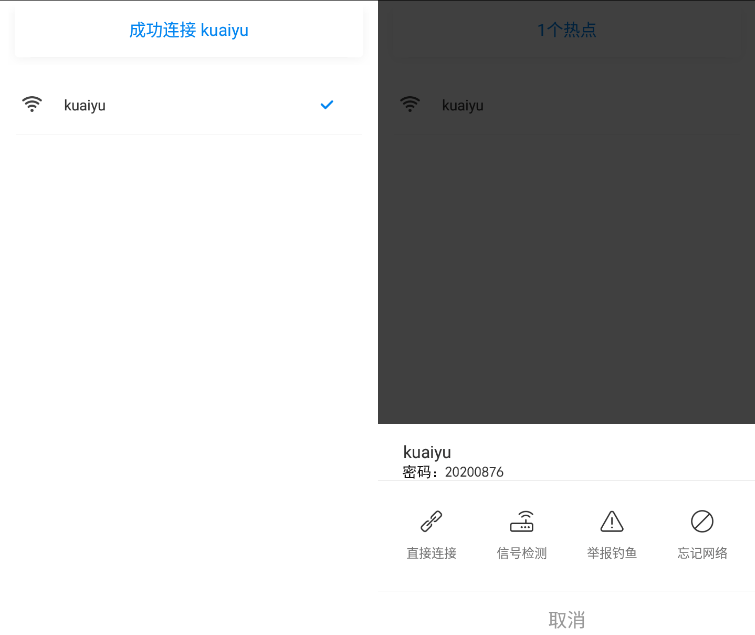 成功连接 kuaiyu
kuaiyu
1个热点
kuaiyu
kuaiyu
密码：20200876
直接连接 信号检测 举报钓鱼 忘记网络
取消